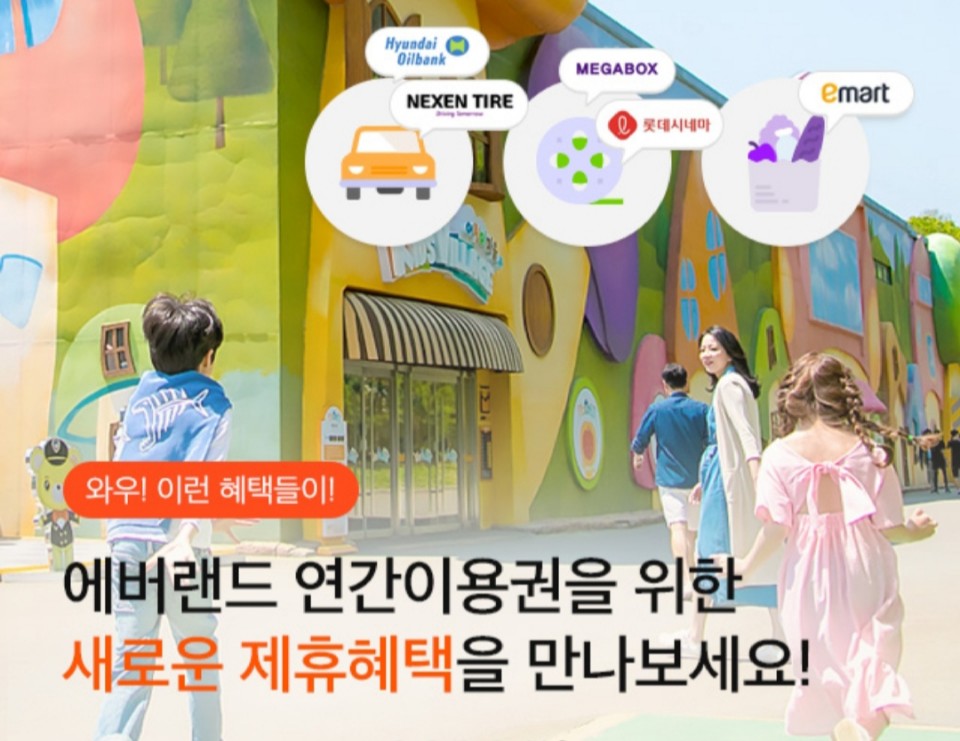 Hyundai
Oilbank
NEXEN TIRE
MEGABOX
롯데시네마
emart
KIDS VILLAGE
와우! 이런 혜택들이!
에버랜드 연간이용권을 위한
새로운 제휴혜택을 만나보세요!